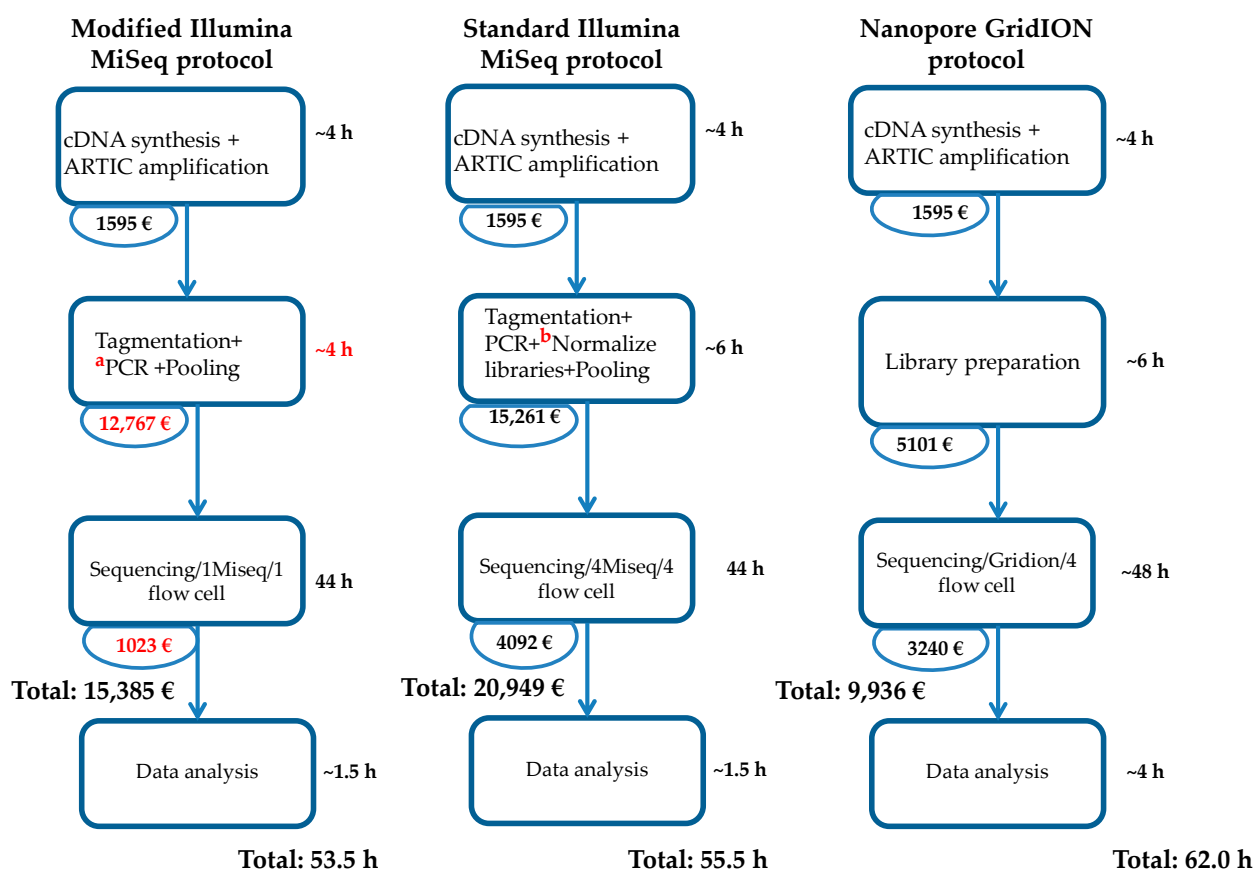 Modified Illumina
MiSeq protocol
cDNA synthesis +
ARTIC amplification
~4 h
1595 €
Tagmentation+
aPCR +Pooling
~4 h
12,767 €
Sequencing/1Miseq/1
flow cell
44 h
1023 €
Total: 15,385 €
Data analysis
~1.5 h
Total: 53.5 h
Standard Illumina
MiSeq protocol
cDNA synthesis +
ARTIC amplification
~4 h
1595 €
Tagmentation+
PCR+bNormalize
libraries+Pooling
~6 h
15,261 €
Sequencing/4Miseq/4
flow cell
44 h
4092 €
Total: 20,949 €
Data analysis
~1.5 h
Total: 55.5 h
Nanopore GridION
protocol
cDNA synthesis +
ARTIC amplification
~4 h
1595 €
Library preparation
~6 h
5101 €
Sequencing/Gridion/4
flow cell
~48 h
3240 €
Total: 9,936 €
Data analysis
~4 h
Total: 62.0 h